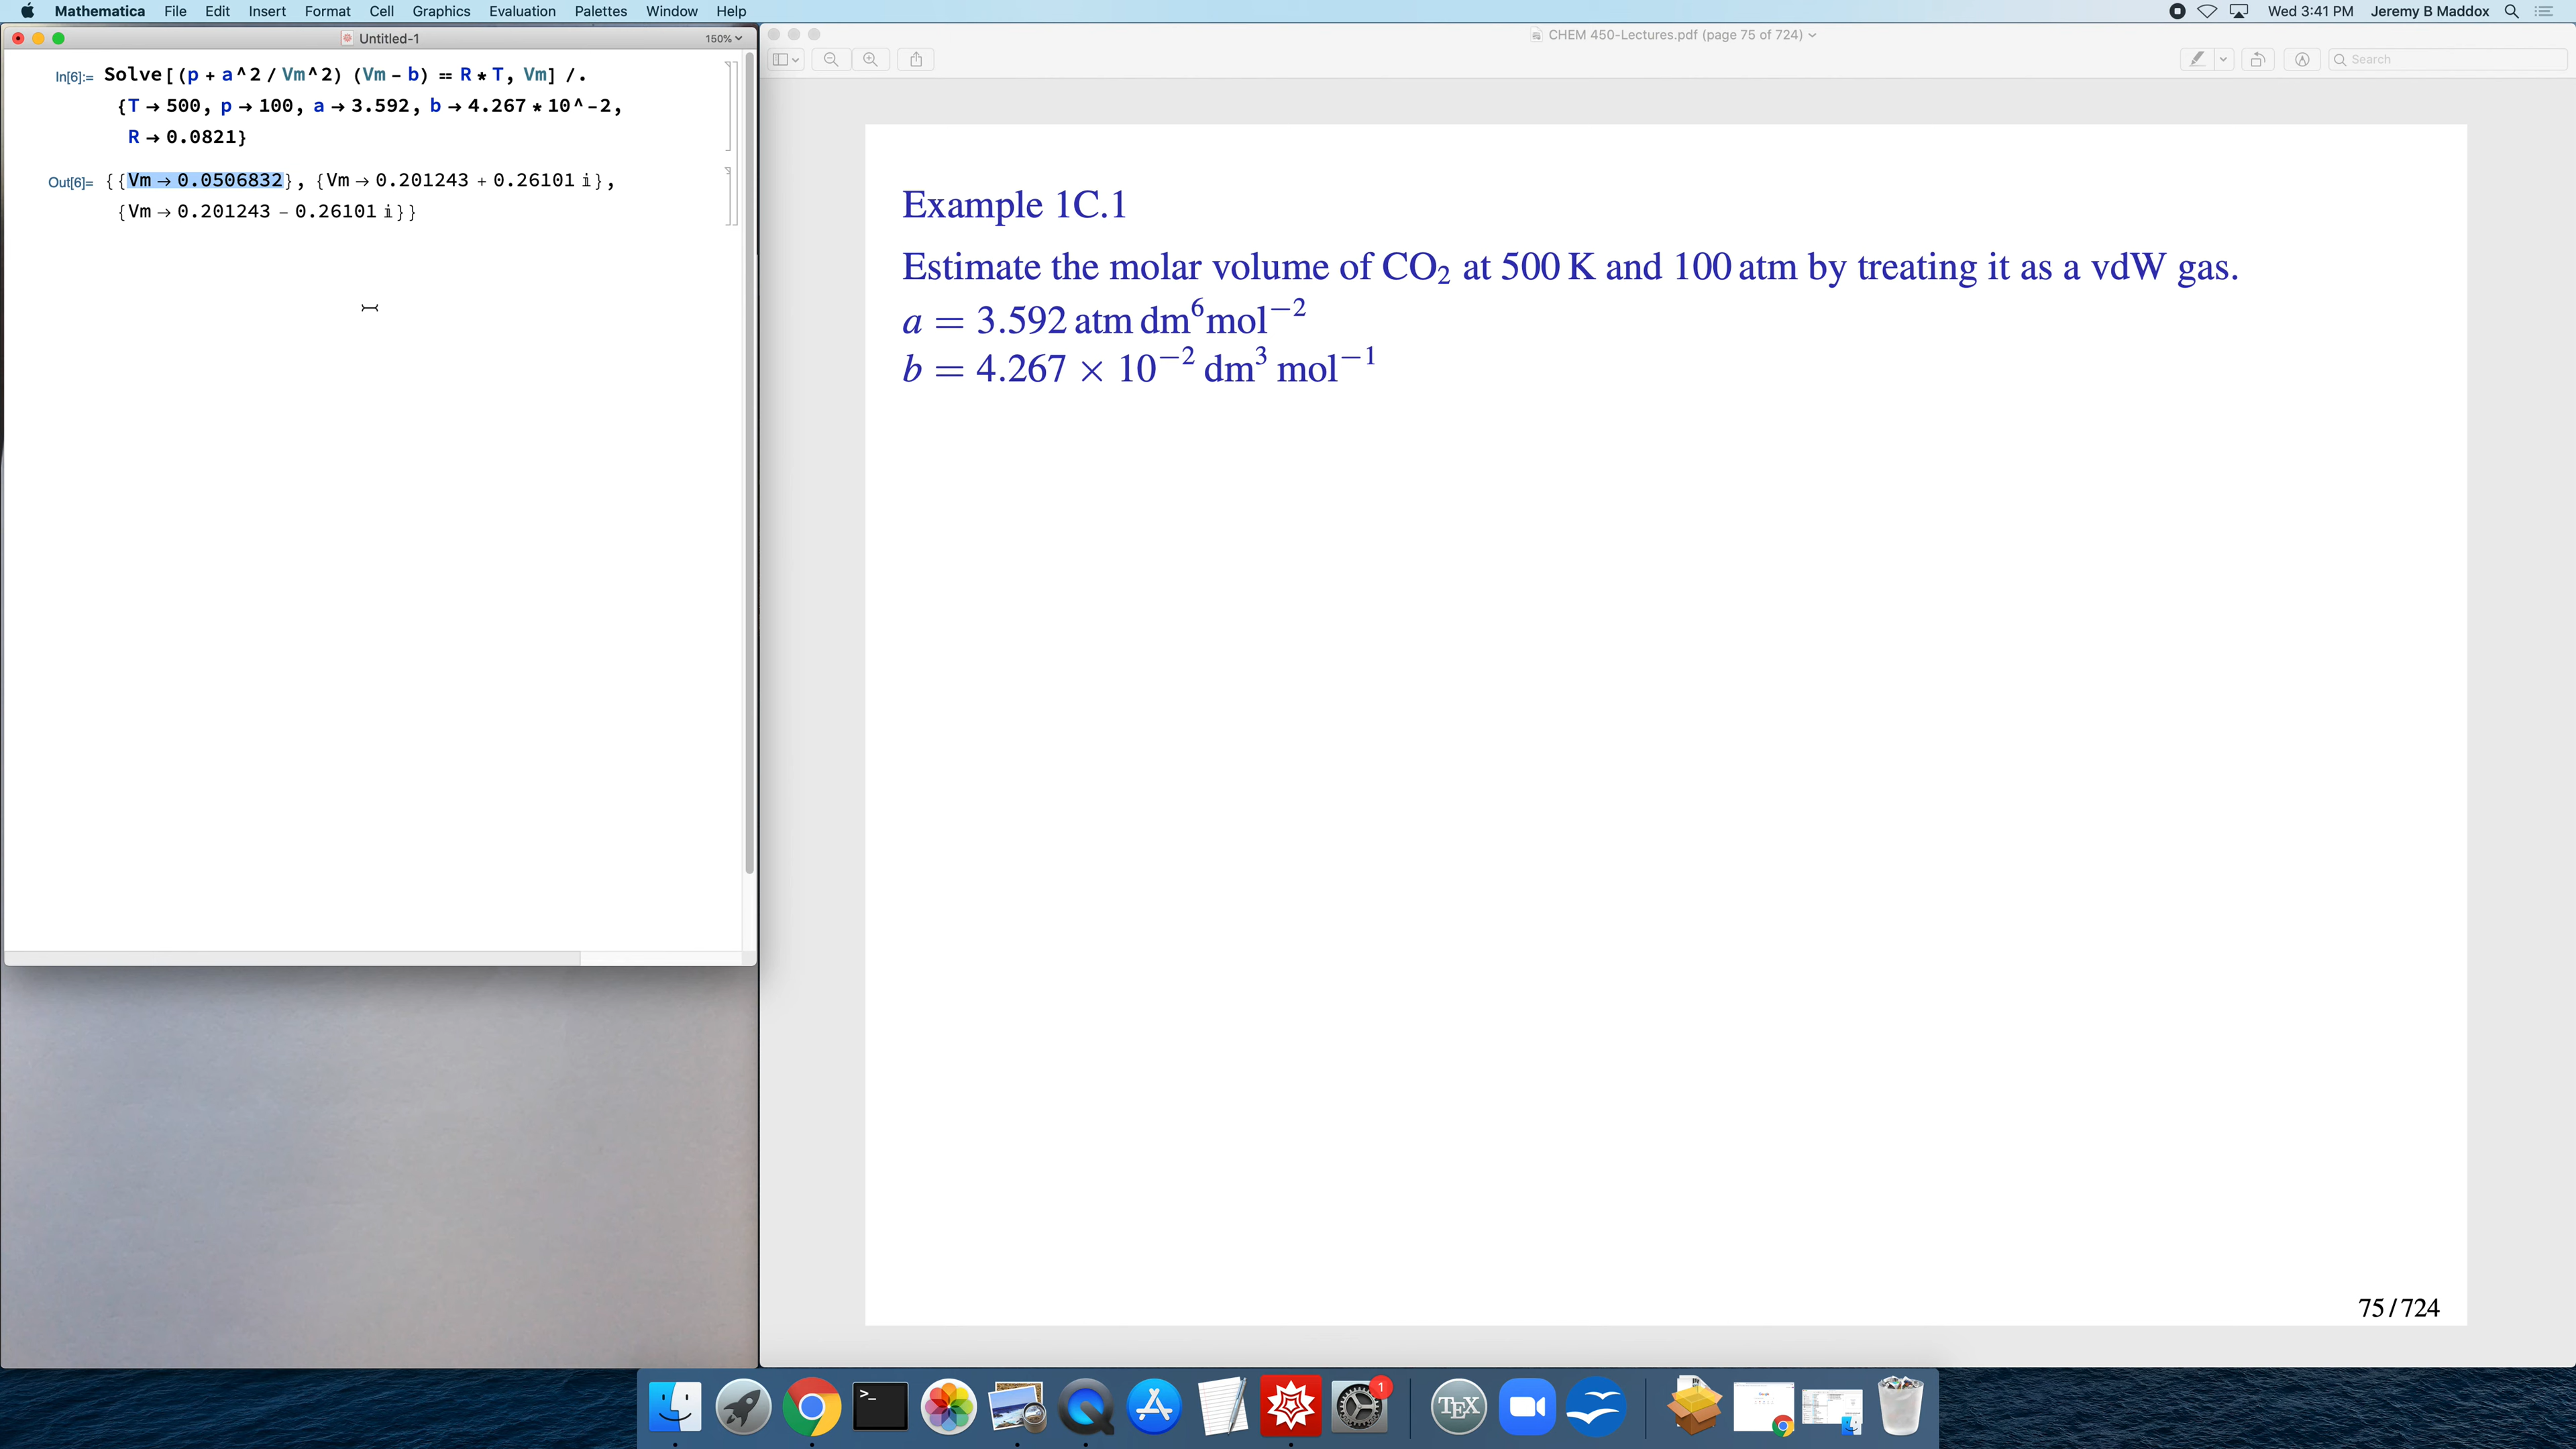 Mathematica File Edit Insert Format Cell Graphics Evaluation Palettes Window Help Wed 3:41 PM Jeremy B Maddox
Untitled-1 150%
In[6]:= Solve[(p + a^2 / Vm^2) (Vm - b) == R * T, Vm] /.
{T → 500, p → 100, a → 3.592, b → 4.267 * 10^-2,
R → 0.0821}
Out[6]= {{Vm → 0.0506832}, {Vm → 0.201243 + 0.26101 ⅈ},
{Vm → 0.201243 - 0.26101 ⅈ}}
CHEM 450-Lectures.pdf (page 75 of 724)
Search
Example 1C.1
Estimate the molar volume of CO₂ at 500 K and 100 atm by treating it as a vdW gas.
a = 3.592 atm dm⁶mol⁻²
b = 4.267 × 10⁻² dm³ mol⁻¹
75/724
>_
1
TEX